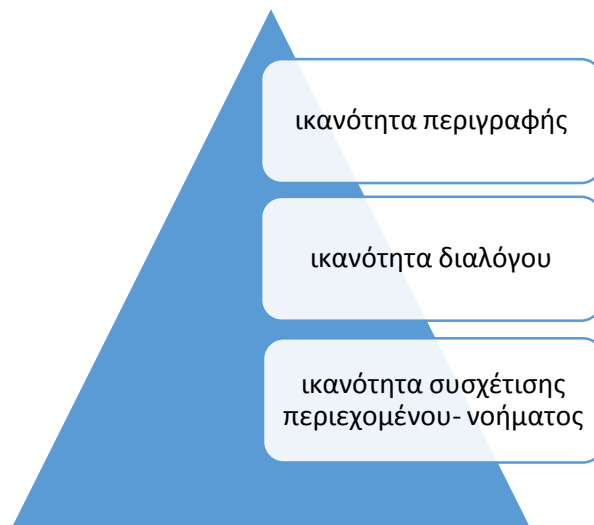 ικανότητα περιγραφής
ικανότητα διαλόγου
ικανότητα συσχέτισης
περιεχομένου- νοήματος